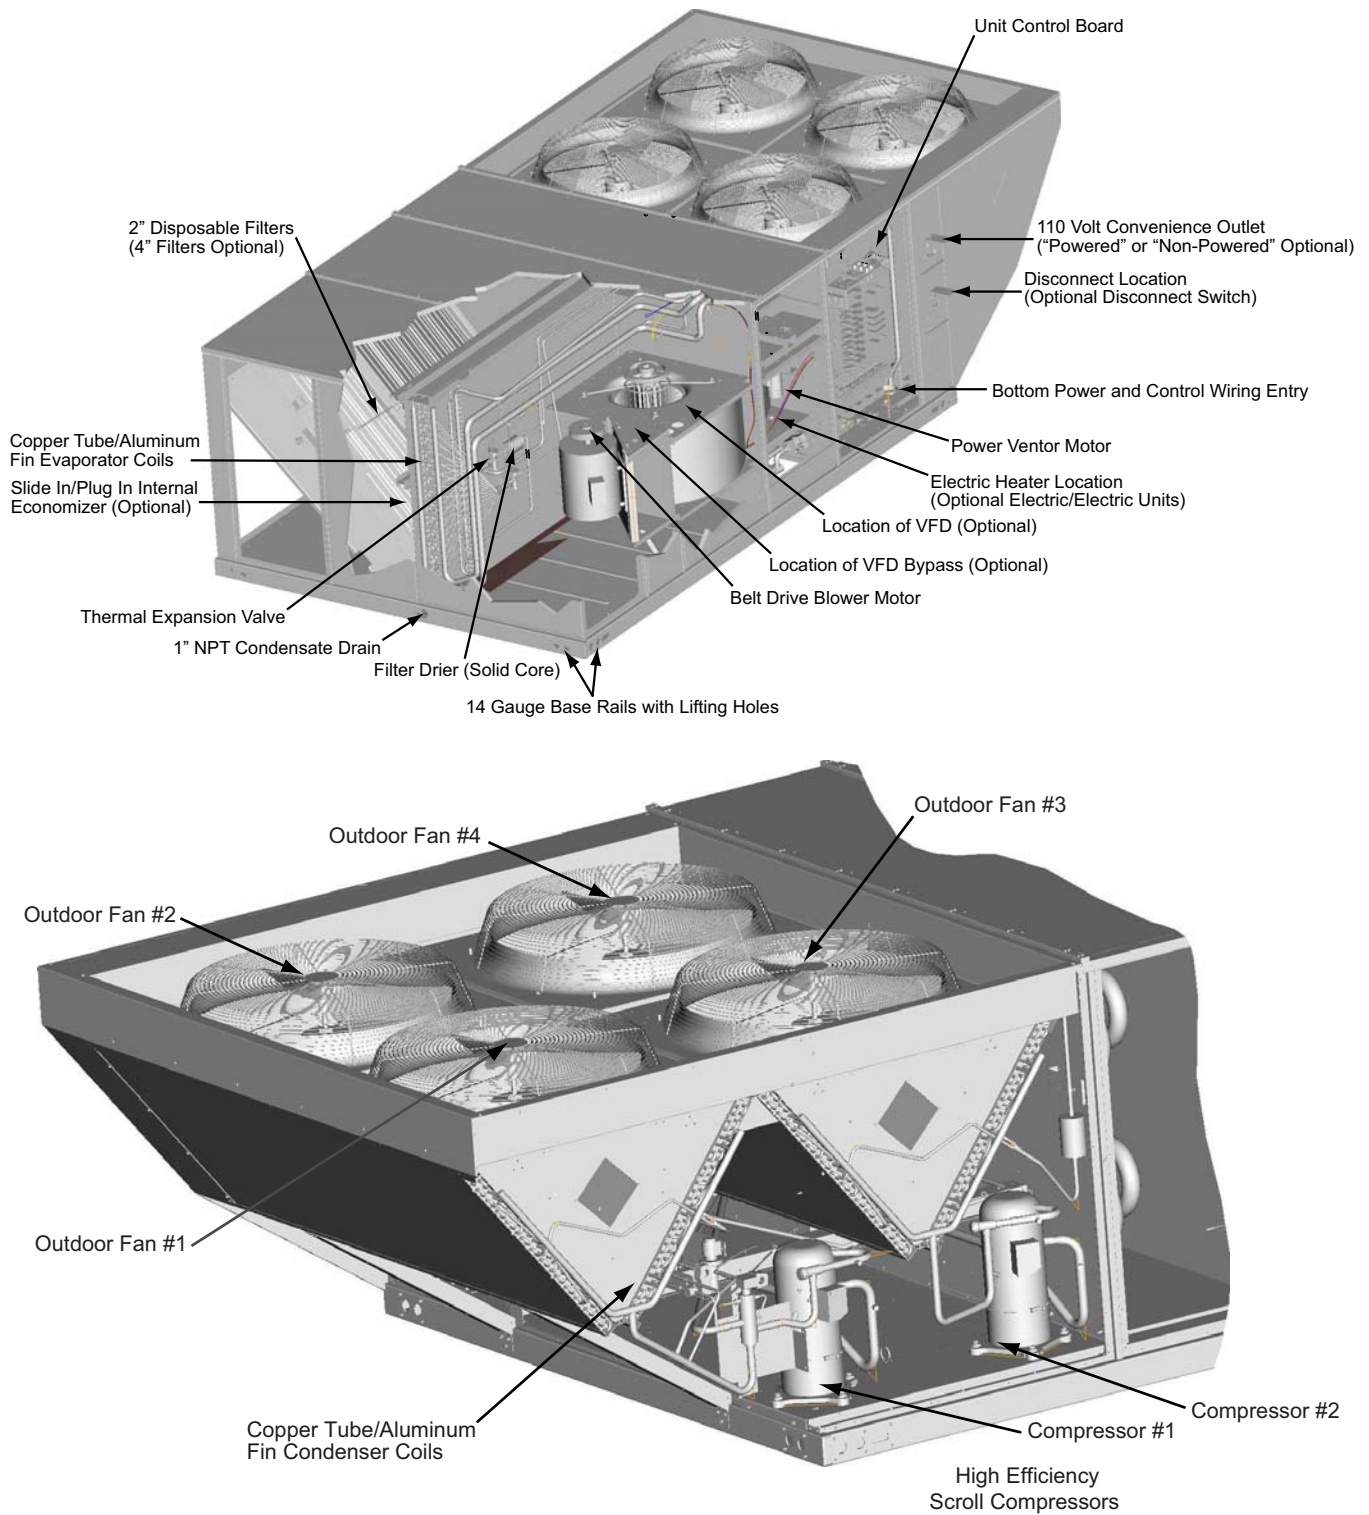 Unit Control Board
2” Disposable Filters
(4” Filters Optional)
110 Volt Convenience Outlet
(“Powered” or “Non-Powered” Optional)
Disconnect Location
(Optional Disconnect Switch)
Bottom Power and Control Wiring Entry
Copper Tube/Aluminum
Fin Evaporator Coils
Power Ventor Motor
Slide In/Plug In Internal
Economizer (Optional)
Electric Heater Location
(Optional Electric/Electric Units)
Location of VFD (Optional)
Location of VFD Bypass (Optional)
Belt Drive Blower Motor
Thermal Expansion Valve
1” NPT Condensate Drain
Filter Drier (Solid Core)
14 Gauge Base Rails with Lifting Holes
Outdoor Fan #3
Outdoor Fan #4
Outdoor Fan #2
Outdoor Fan #1
Copper Tube/Aluminum
Fin Condenser Coils
Compressor #2
Compressor #1
High Efficiency
Scroll Compressors